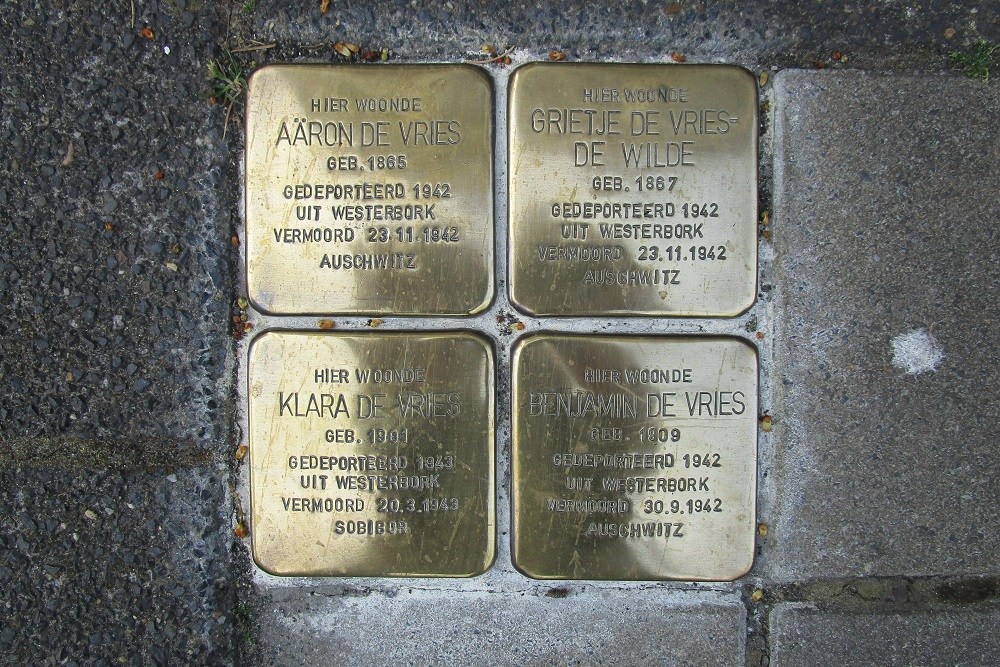 HIER WOONDE
AÄRON DE VRIES
GEB. 1865
GEDEPORTEERD 1942
UIT WESTERBORK
VERMOORD 23.11.1942
AUSCHWITZ
HIER WOONDE
GRIETJE DE VRIES-
DE WILDE
GEB. 1867
GEDEPORTEERD 1942
UIT WESTERBORK
VERMOORD 23.11.1942
AUSCHWITZ
HIER WOONDE
KLARA DE VRIES
GEB. 1901
GEDEPORTEERD 1943
UIT WESTERBORK
VERMOORD 20.3.1943
SOBIBOR
HIER WOONDE
BENJAMIN DE VRIES
GEB. 1909
GEDEPORTEERD 1942
UIT WESTERBORK
VERMOORD 30.9.1942
AUSCHWITZ